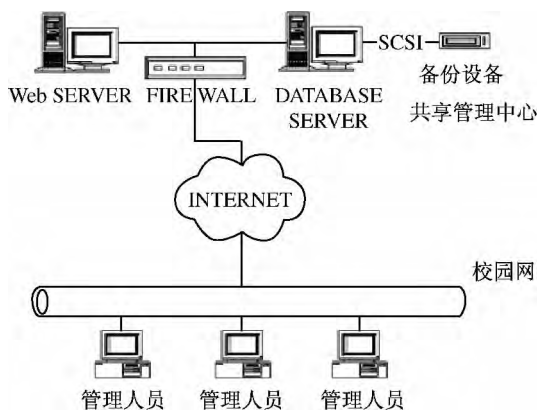 SCSI
Web SERVER
FIRE WALL
DATABASE
SERVER
备份设备
共享管理中心
INTERNET
校园网
管理人员
管理人员
管理人员